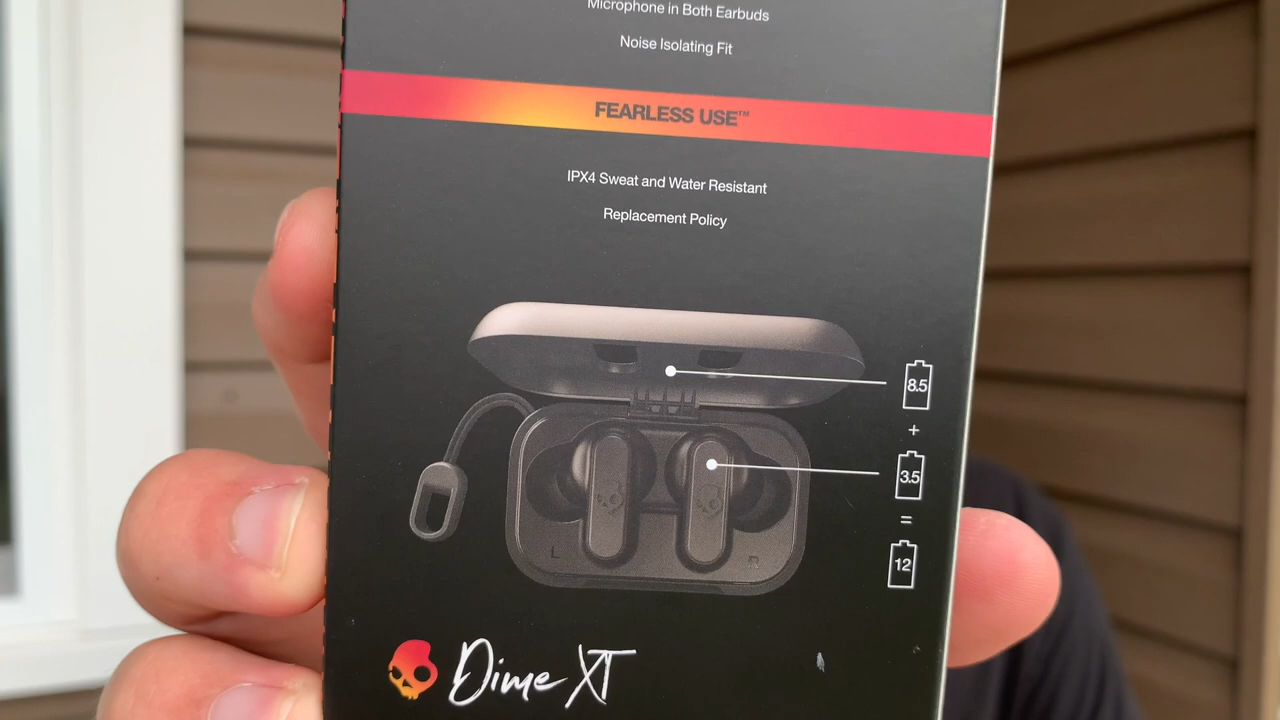 Microphone in Both Earbuds
Noise Isolating Fit
FEARLESS USE™
IPX4 Sweat and Water Resistant
Replacement Policy
8.5
+
3.5
=
12
L
R
Dime XT